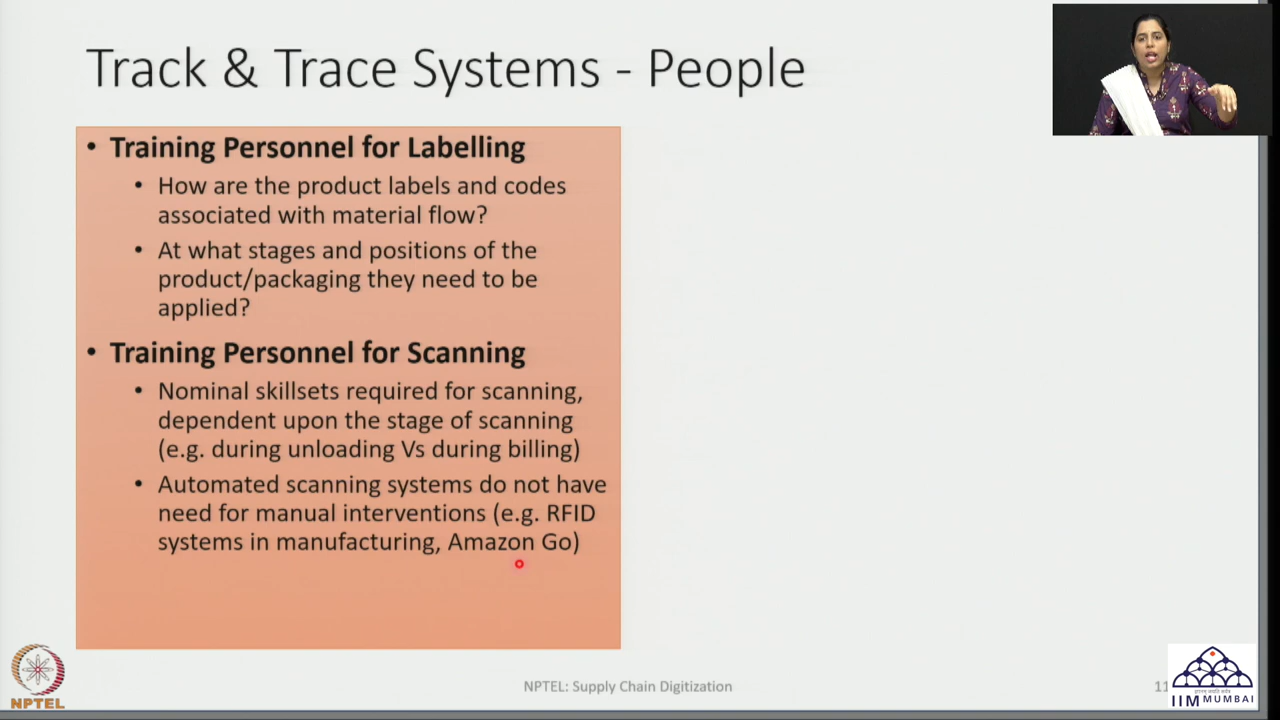 Track & Trace Systems - People
• Training Personnel for Labelling
• How are the product labels and codes
associated with material flow?
• At what stages and positions of the
product/packaging they need to be
applied?
• Training Personnel for Scanning
• Nominal skillsets required for scanning,
dependent upon the stage of scanning
(e.g. during unloading Vs during billing)
• Automated scanning systems do not have
need for manual interventions (e.g. RFID
systems in manufacturing, Amazon Go)
NPTEL
NPTEL: Supply Chain Digitization
11
IIM MUMBAI